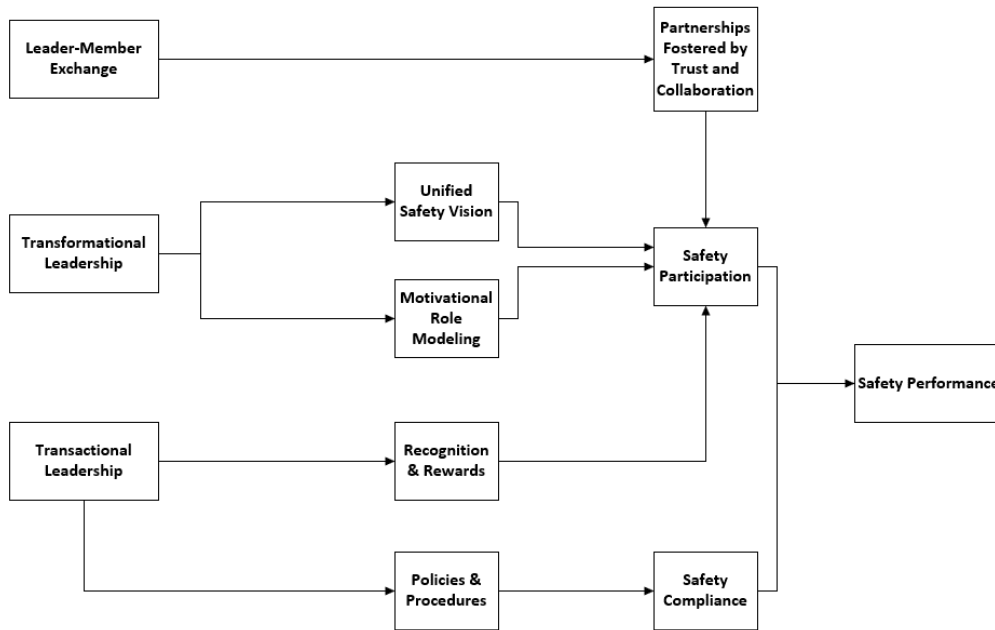 Leader-Member
Exchange
Partnerships
Fostered by
Trust and
Collaboration
Unified
Safety Vision
Transformational
Leadership
Safety
Participation
Motivational
Role
Modeling
Safety Performance
Transactional
Leadership
Recognition
& Rewards
Policies &
Procedures
Safety
Compliance